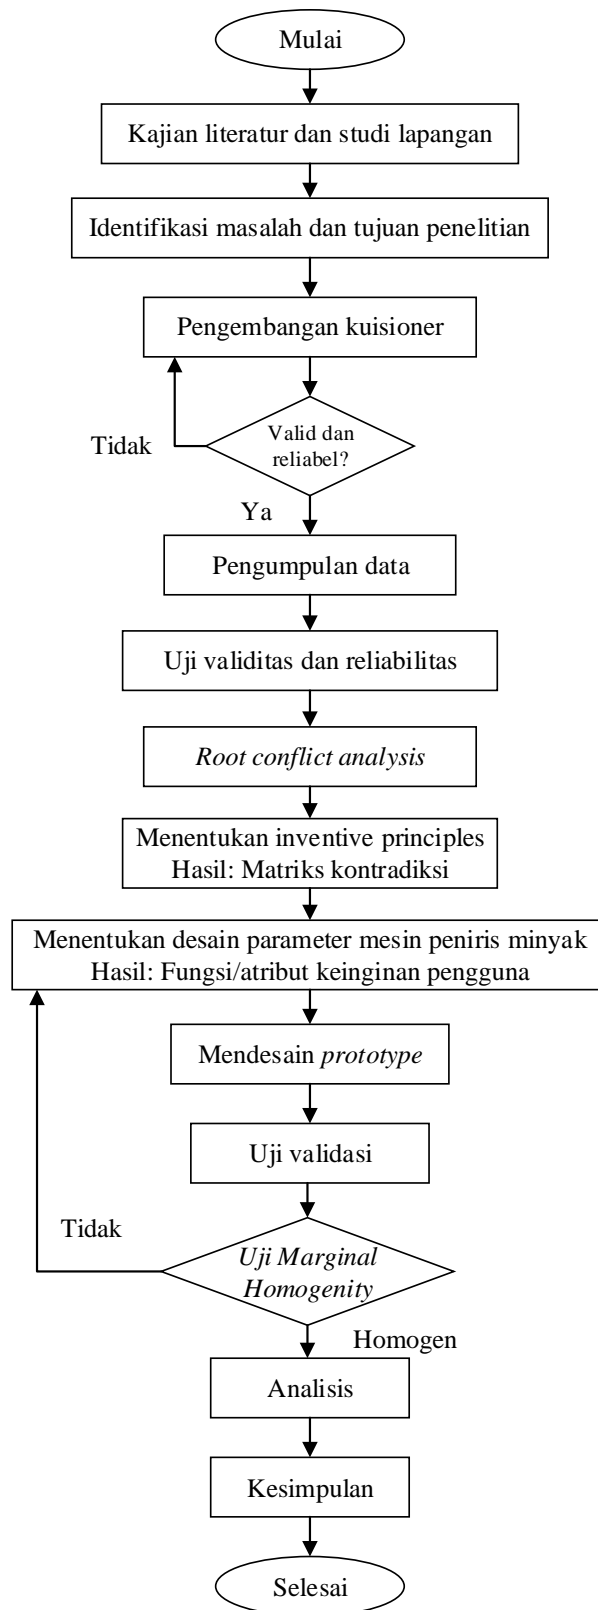 Mulai
Kajian literatur dan studi lapangan
Identifikasi masalah dan tujuan penelitian
Pengembangan kuisioner
Valid dan
reliabel?
Tidak
Ya
Pengumpulan data
Uji validitas dan reliabilitas
Root conflict analysis
Menentukan inventive principles
Hasil: Matriks kontradiksi
Menentukan desain parameter mesin peniris minyak
Hasil: Fungsi/atribut keinginan pengguna
Mendesain prototype
Uji validasi
Tidak
Uji Marginal
Homogenity
Homogen
Analisis
Kesimpulan
Selesai